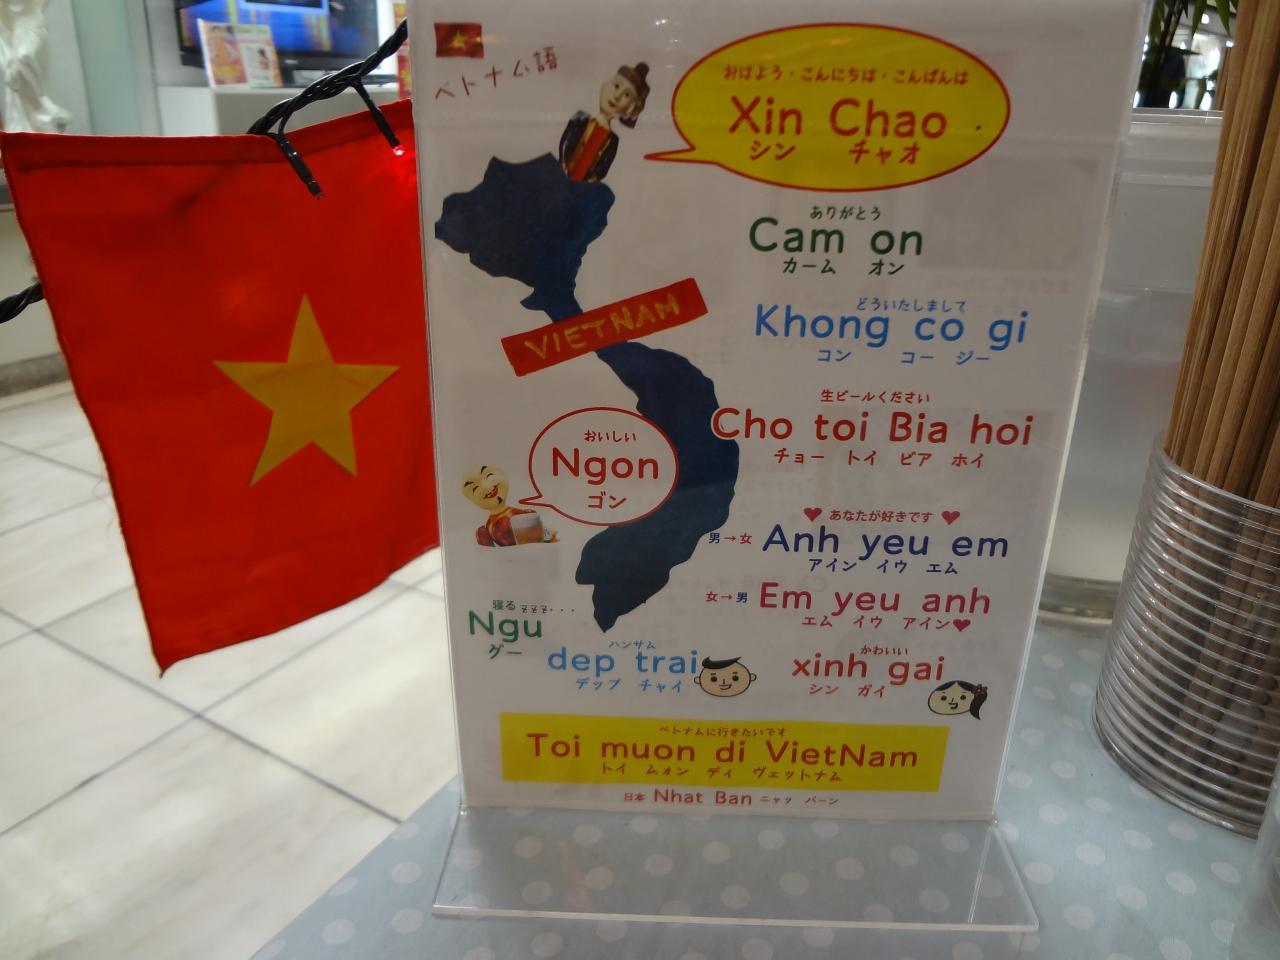 ベトナム語
おはよう・こんにちは・こんばんは
Xin Chao
シン チャオ
ありがとう
Cam on
カーム オン
どういたしまして
Khong co gi
コン コー ジー
VIETNAM
生ビールください
Cho toi Bia hoi
チョー トイ ビア ホイ
おいしい
Ngon
ゴン
あなたが好きです
男→女 Anh yeu em
アイン イウ エム
女→男 Em yeu anh
エム イウ アイン
寝る zzz・・・
Ngu
グー
ハンサム
dep trai
デップ チャイ
かわいい
xinh gai
シン ガイ
ベトナムに行きたいです
Toi muon di VietNam
トイ ムォン ディ ヴェットナム
日本 Nhat Ban ニャッ バーン